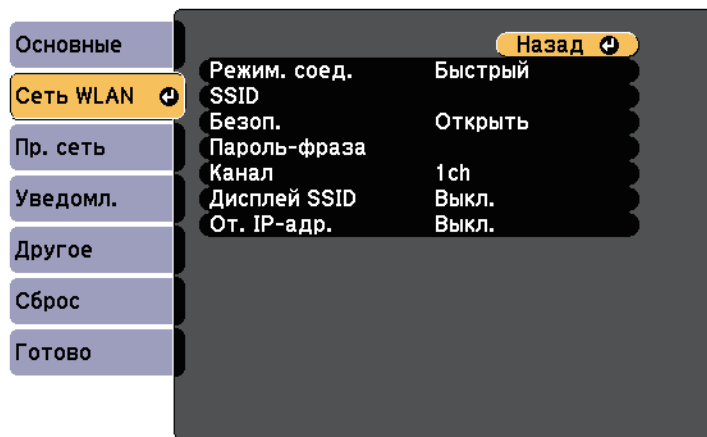 Основные
Сеть WLAN
Пр. сеть
Уведомл.
Другое
Сброс
Готово
Назад
Режим. соед. Быстрый
SSID
Безоп. Открыть
Пароль-фраза
Канал 1ch
Дисплей SSID Выкл.
От. IP-адр. Выкл.